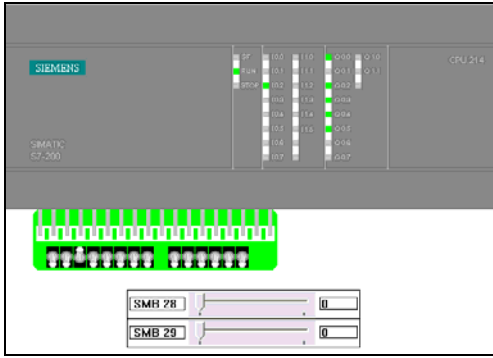 SIEMENS
CPU 214
SF I0.0 I1.0 Q0.0 Q1.0
RUN I0.1 I1.1 Q0.1 Q1.1
STOP I0.2 I1.2 Q0.2
I0.3 I1.3 Q0.3
I0.4 I1.4 Q0.4
I0.5 I1.5 Q0.5
I0.6 Q0.6
I0.7 Q0.7
SIMATIC
S7-200
SMB 28 0
SMB 29 0